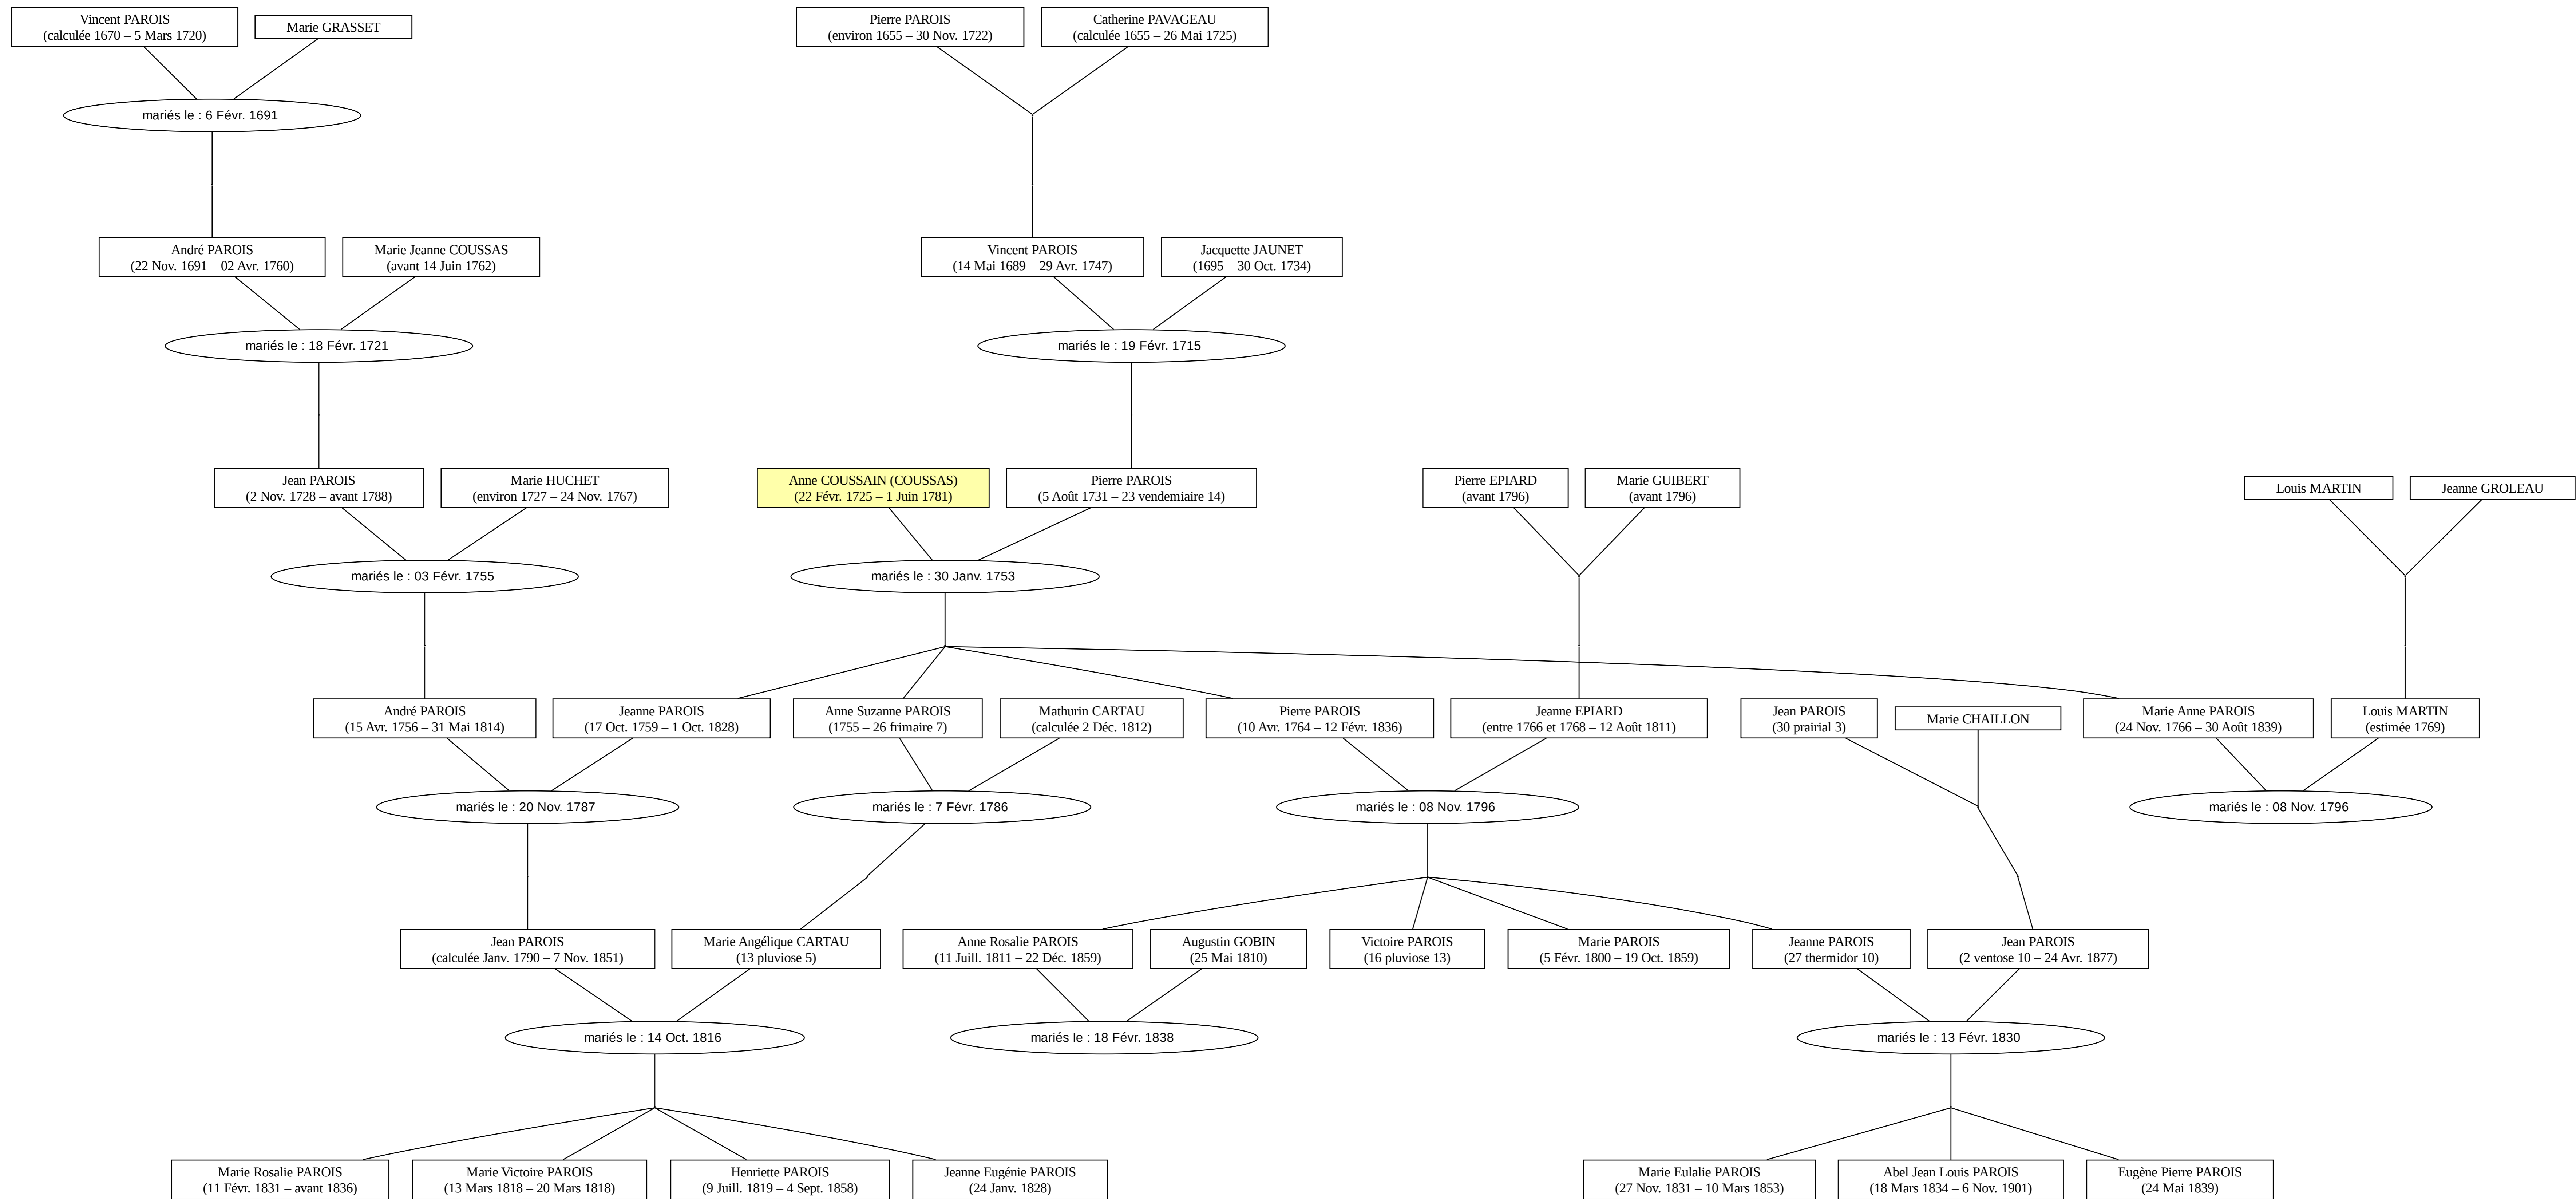 Vincent PAROIS
(calculée 1670 – 5 Mars 1720)
Marie GRASSET
Pierre PAROIS
(environ 1655 – 30 Nov. 1722)
Catherine PAVAGEAU
(calculée 1655 – 26 Mai 1725)
mariés le : 6 Févr. 1691
André PAROIS
(22 Nov. 1691 – 02 Avr. 1760)
Marie Jeanne COUSSAS
(avant 14 Juin 1762)
Vincent PAROIS
(14 Mai 1689 – 29 Avr. 1747)
Jacquette JAUNET
(1695 – 30 Oct. 1734)
mariés le : 18 Févr. 1721
mariés le : 19 Févr. 1715
Jean PAROIS
(2 Nov. 1728 – avant 1788)
Marie HUCHET
(environ 1727 – 24 Nov. 1767)
Anne COUSSAIN (COUSSAS)
(22 Févr. 1725 – 1 Juin 1781)
Pierre PAROIS
(5 Août 1731 – 23 vendemiaire 14)
Pierre EPIARD
(avant 1796)
Marie GUIBERT
(avant 1796)
Louis MARTIN
Jeanne GROLEAU
mariés le : 03 Févr. 1755
mariés le : 30 Janv. 1753
André PAROIS
(15 Avr. 1756 – 31 Mai 1814)
Jeanne PAROIS
(17 Oct. 1759 – 1 Oct. 1828)
Anne Suzanne PAROIS
(1755 – 26 frimaire 7)
Mathurin CARTAU
(calculée 2 Déc. 1812)
Pierre PAROIS
(10 Avr. 1764 – 12 Févr. 1836)
Jeanne EPIARD
(entre 1766 et 1768 – 12 Août 1811)
Jean PAROIS
(30 prairial 3)
Marie CHAILLON
Marie Anne PAROIS
(24 Nov. 1766 – 30 Août 1839)
Louis MARTIN
(estimée 1769)
mariés le : 20 Nov. 1787
mariés le : 7 Févr. 1786
mariés le : 08 Nov. 1796
mariés le : 08 Nov. 1796
Jean PAROIS
(calculée Janv. 1790 – 7 Nov. 1851)
Marie Angélique CARTAU
(13 pluviose 5)
Anne Rosalie PAROIS
(11 Juill. 1811 – 22 Déc. 1859)
Augustin GOBIN
(25 Mai 1810)
Victoire PAROIS
(16 pluviose 13)
Marie PAROIS
(5 Févr. 1800 – 19 Oct. 1859)
Jeanne PAROIS
(27 thermidor 10)
Jean PAROIS
(2 ventose 10 – 24 Avr. 1877)
mariés le : 14 Oct. 1816
mariés le : 18 Févr. 1838
mariés le : 13 Févr. 1830
Marie Rosalie PAROIS
(11 Févr. 1831 – avant 1836)
Marie Victoire PAROIS
(13 Mars 1818 – 20 Mars 1818)
Henriette PAROIS
(9 Juill. 1819 – 4 Sept. 1858)
Jeanne Eugénie PAROIS
(24 Janv. 1828)
Marie Eulalie PAROIS
(27 Nov. 1831 – 10 Mars 1853)
Abel Jean Louis PAROIS
(18 Mars 1834 – 6 Nov. 1901)
Eugène Pierre PAROIS
(24 Mai 1839)